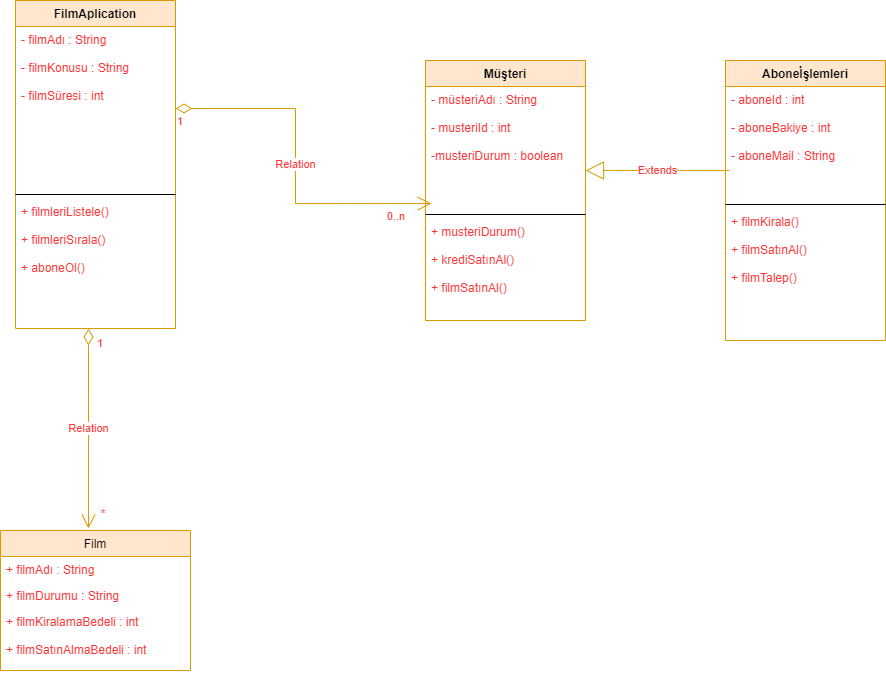 FilmAplication
- filmAdı : String
- filmKonusu : String
- filmSüresi : int
+ filmleriListele()
+ filmleriSırala()
+ aboneOl()
1
Relation
0..n
Müşteri
- müsteriAdı : String
- musteriId : int
-musteriDurum : boolean
+ musteriDurum()
+ krediSatınAl()
+ filmSatınAl()
Extends
Aboneİşlemleri
- aboneId : int
- aboneBakiye : int
- aboneMail : String
+ filmKirala()
+ filmSatınAl()
+ filmTalep()
1
Relation
*
Film
+ filmAdı : String
+ filmDurumu : String
+ filmKiralamaBedeli : int
+ filmSatınAlmaBedeli : int